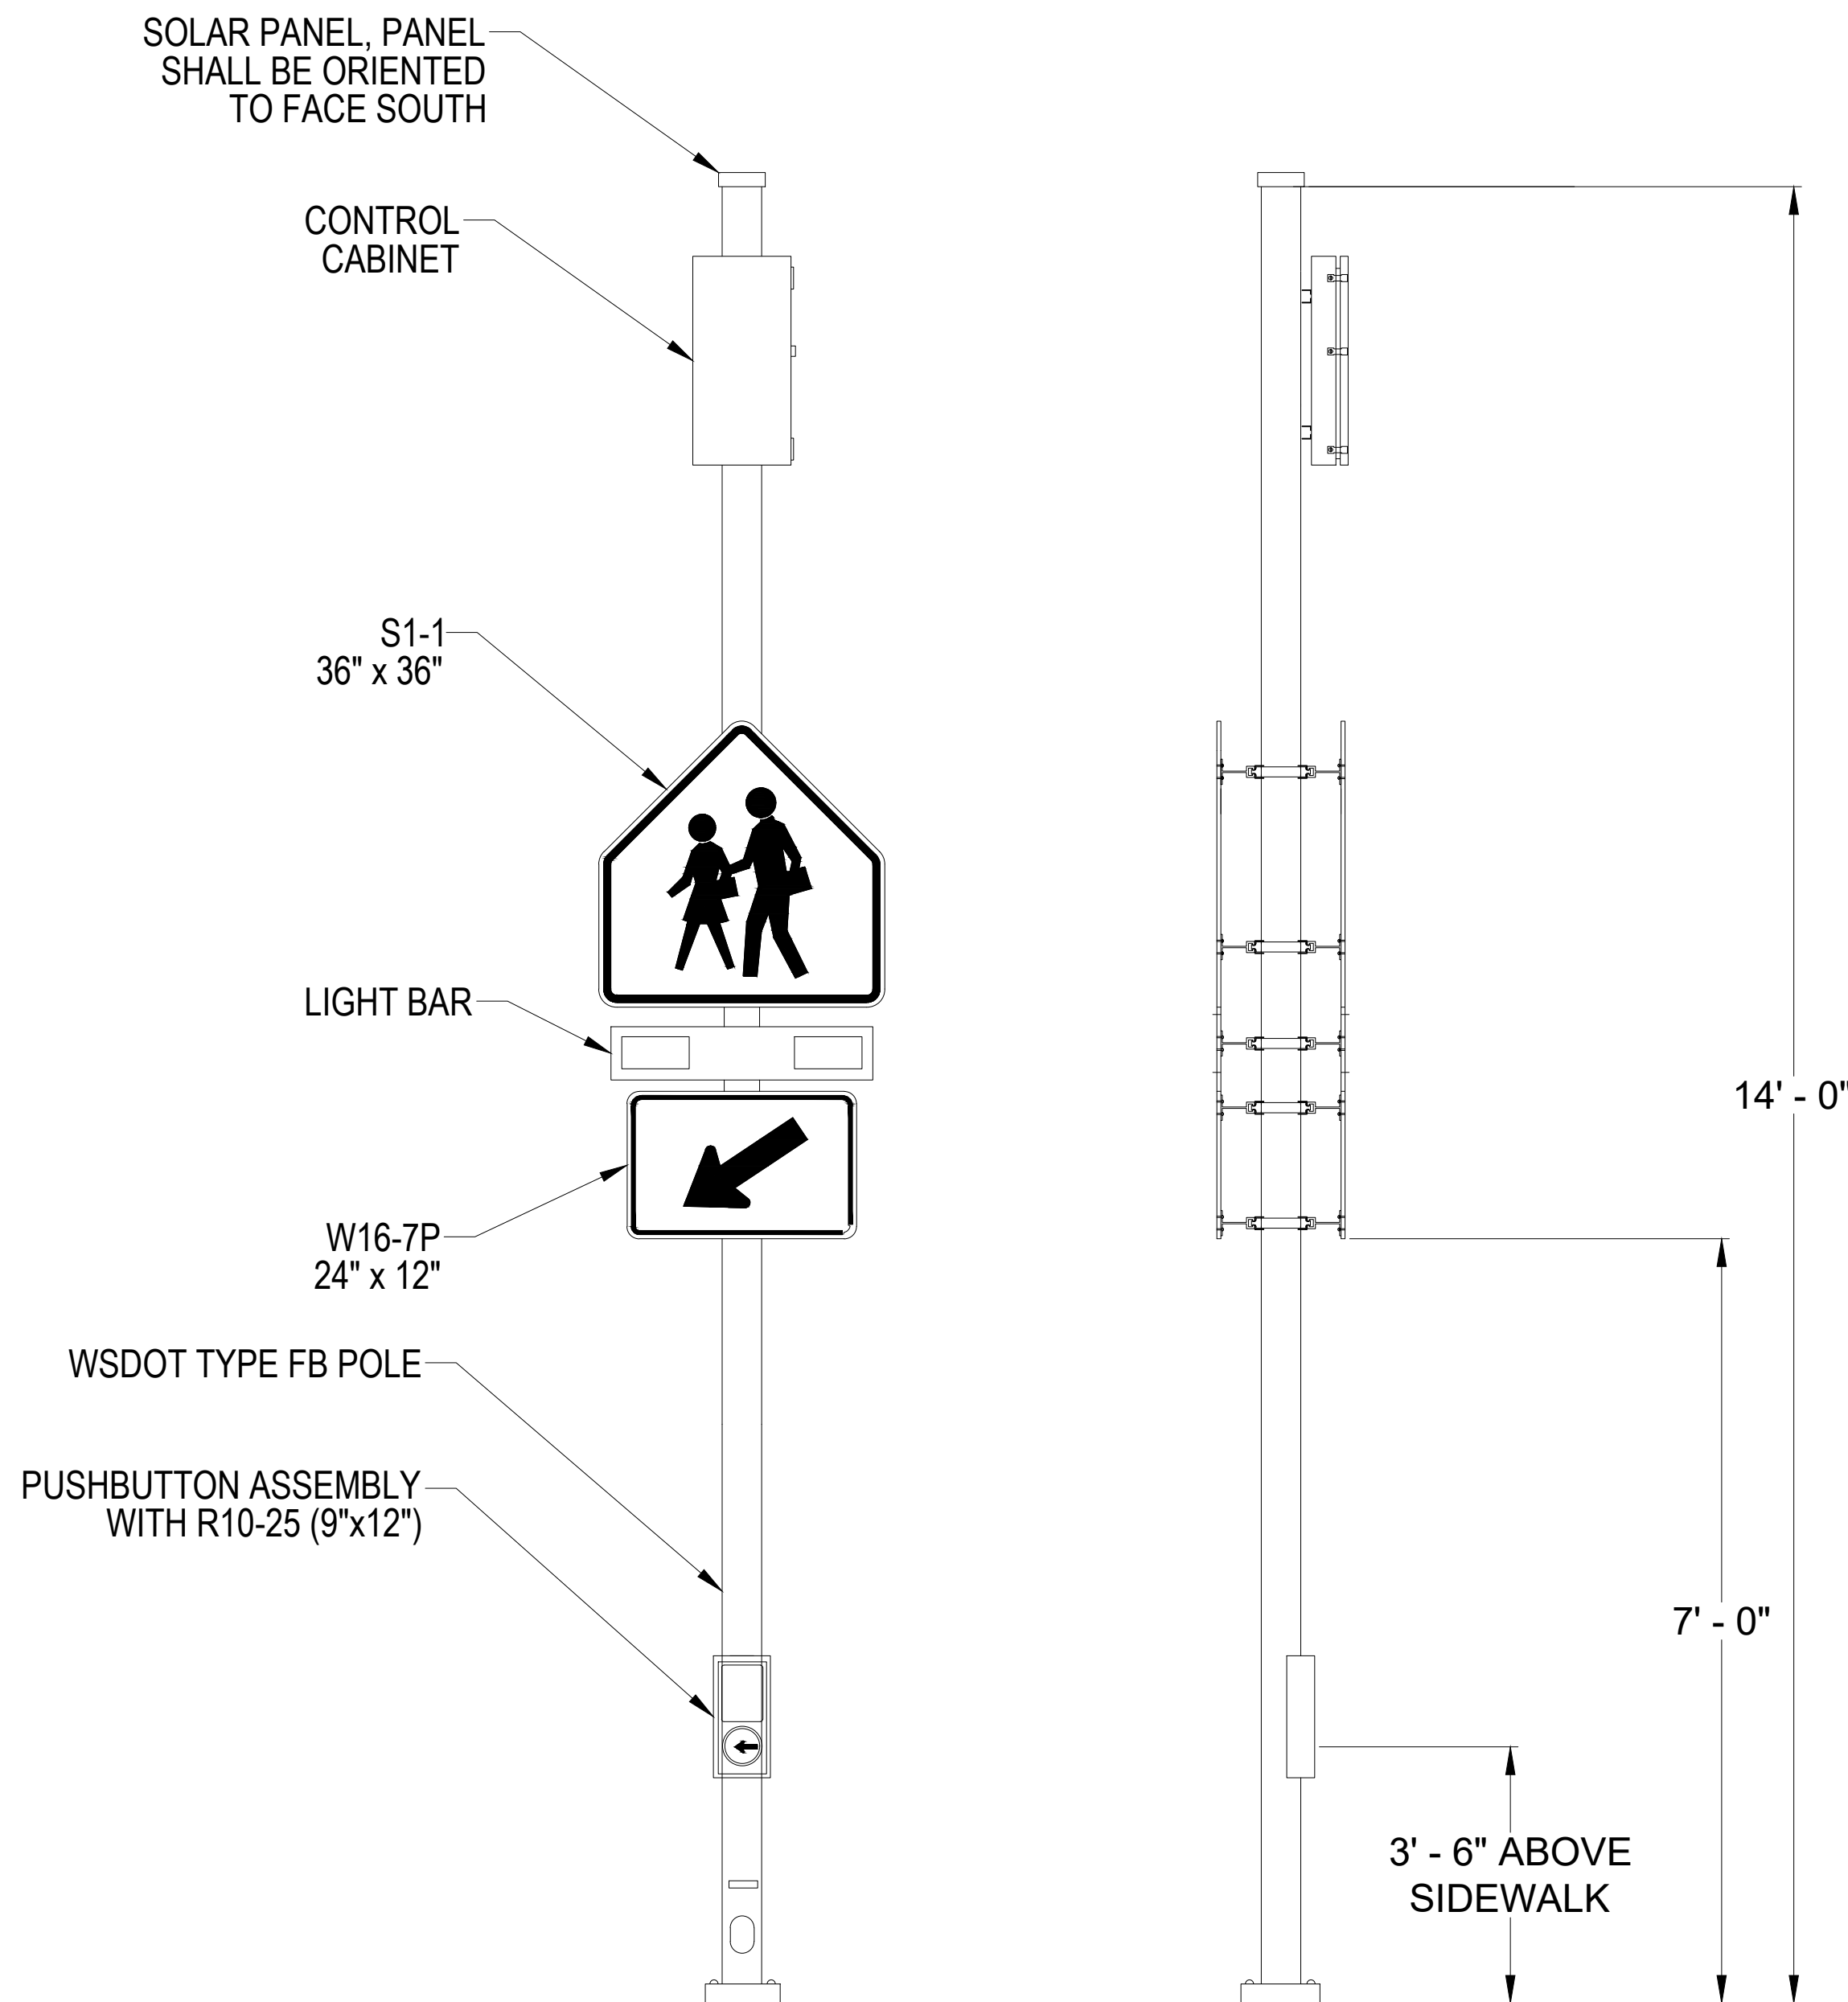 SOLAR PANEL, PANEL
SHALL BE ORIENTED
TO FACE SOUTH
CONTROL
CABINET
S1-1
36" x 36"
LIGHT BAR
14' - 0"
W16-7P
24" x 12"
WSDOT TYPE FB POLE
PUSHBUTTON ASSEMBLY
WITH R10-25 (9"x12")
7' - 0"
3' - 6" ABOVE
SIDEWALK